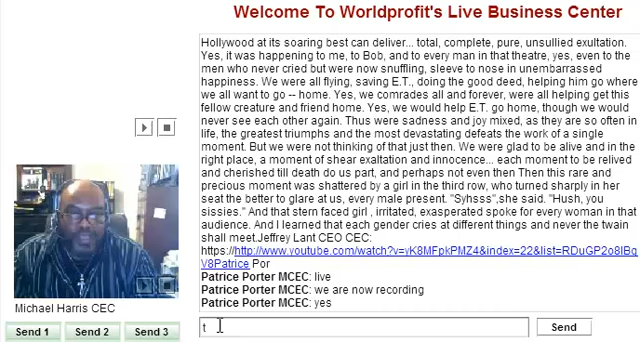 Welcome To Worldprofit's Live Business Center
Hollywood at its soaring best can deliver... total, complete, pure, unsullied exultation.
Yes, it was happening to me, to Bob, and to every man in that theatre, yes, even to the
men who never cried but were now snuffling, sleeve to nose in unembarrassed
happiness. We were all flying, saving E.T., doing the good deed, helping him go where
we all want to go -- home. Yes, we comrades all and forever, were all helping get this
fellow creature and friend home. Yes, we would help E.T. go home, though we would
never see each other again. Thus were sadness and joy mixed, as they are so often in
life, the greatest triumphs and the most devastating defeats the work of a single
moment. But we were not thinking of that just then. We were glad to be alive and in the
right place, a moment of shear exaltation and innocence... each moment to be relived
and cherished till death do us part, and perhaps not even then Then this rare and
precious moment was shattered by a girl in the third row, who turned sharply in her
seat the better to glare at us, every male present. "Syhsss",she said. "Hush, you
sissies." And that stern faced girl , irritated, exasperated spoke for every woman in that
audience. And I learned that each gender cries at different things and never the twain
shall meet.Jeffrey Lant CEO CEC:
https://http://www.youtube.com/watch?v=yK8MFpkPMZ4&index=22&list=RDuGP2o8IBg
V8Patrice Por
Patrice Porter MCEC: live
Patrice Porter MCEC: we are now recording
Patrice Porter MCEC: yes
Michael Harris CEC
Send 1 Send 2 Send 3
t
Send